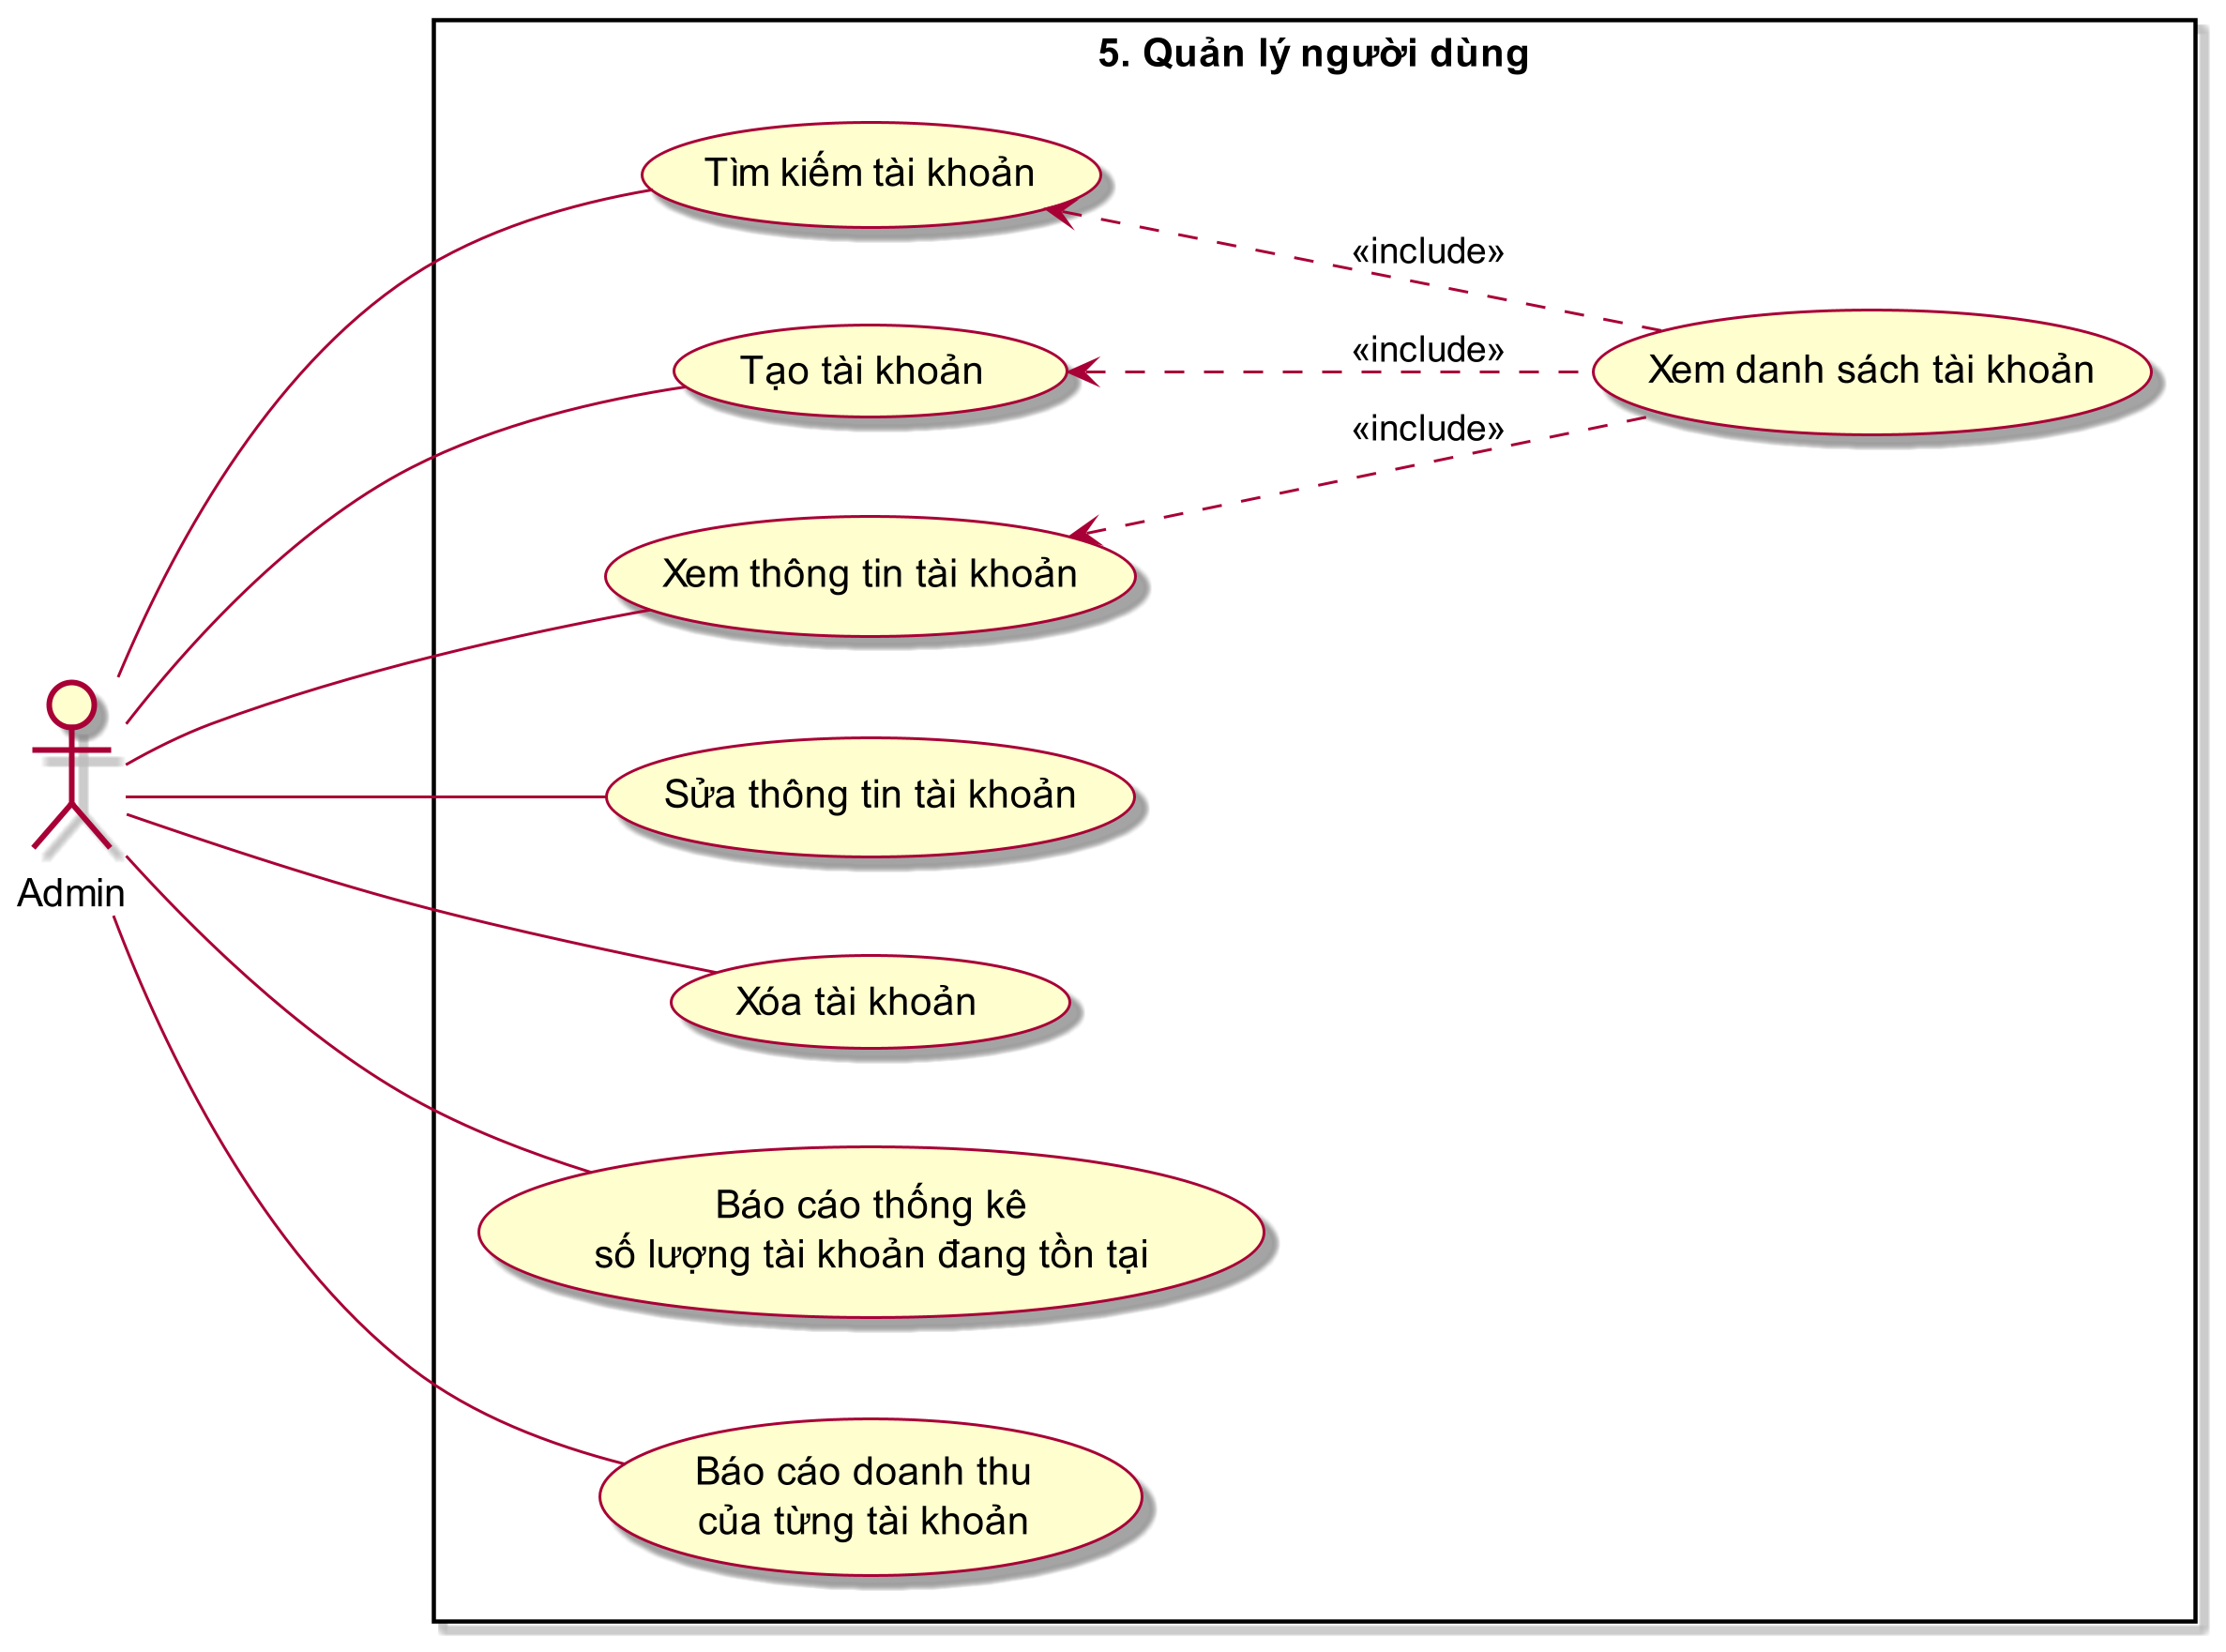 5. Quản lý người dùng
Tìm kiếm tài khoản
«include»
Tạo tài khoản
«include»
Xem danh sách tài khoản
«include»
Xem thông tin tài khoản
Sửa thông tin tài khoản
Admin
Xóa tài khoản
Báo cáo thống kê
số lượng tài khoản đang tồn tại
Báo cáo doanh thu
của từng tài khoản